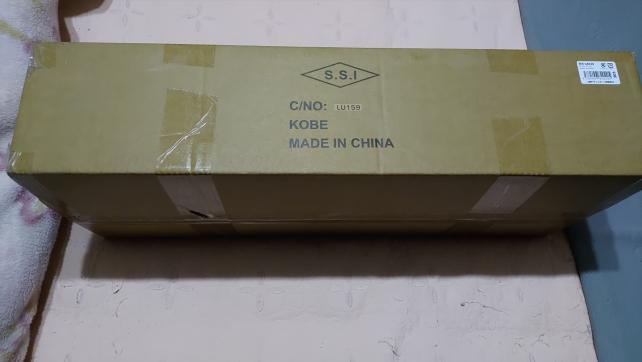 S.S.I
C/NO: LU159
KOBE
MADE IN CHINA